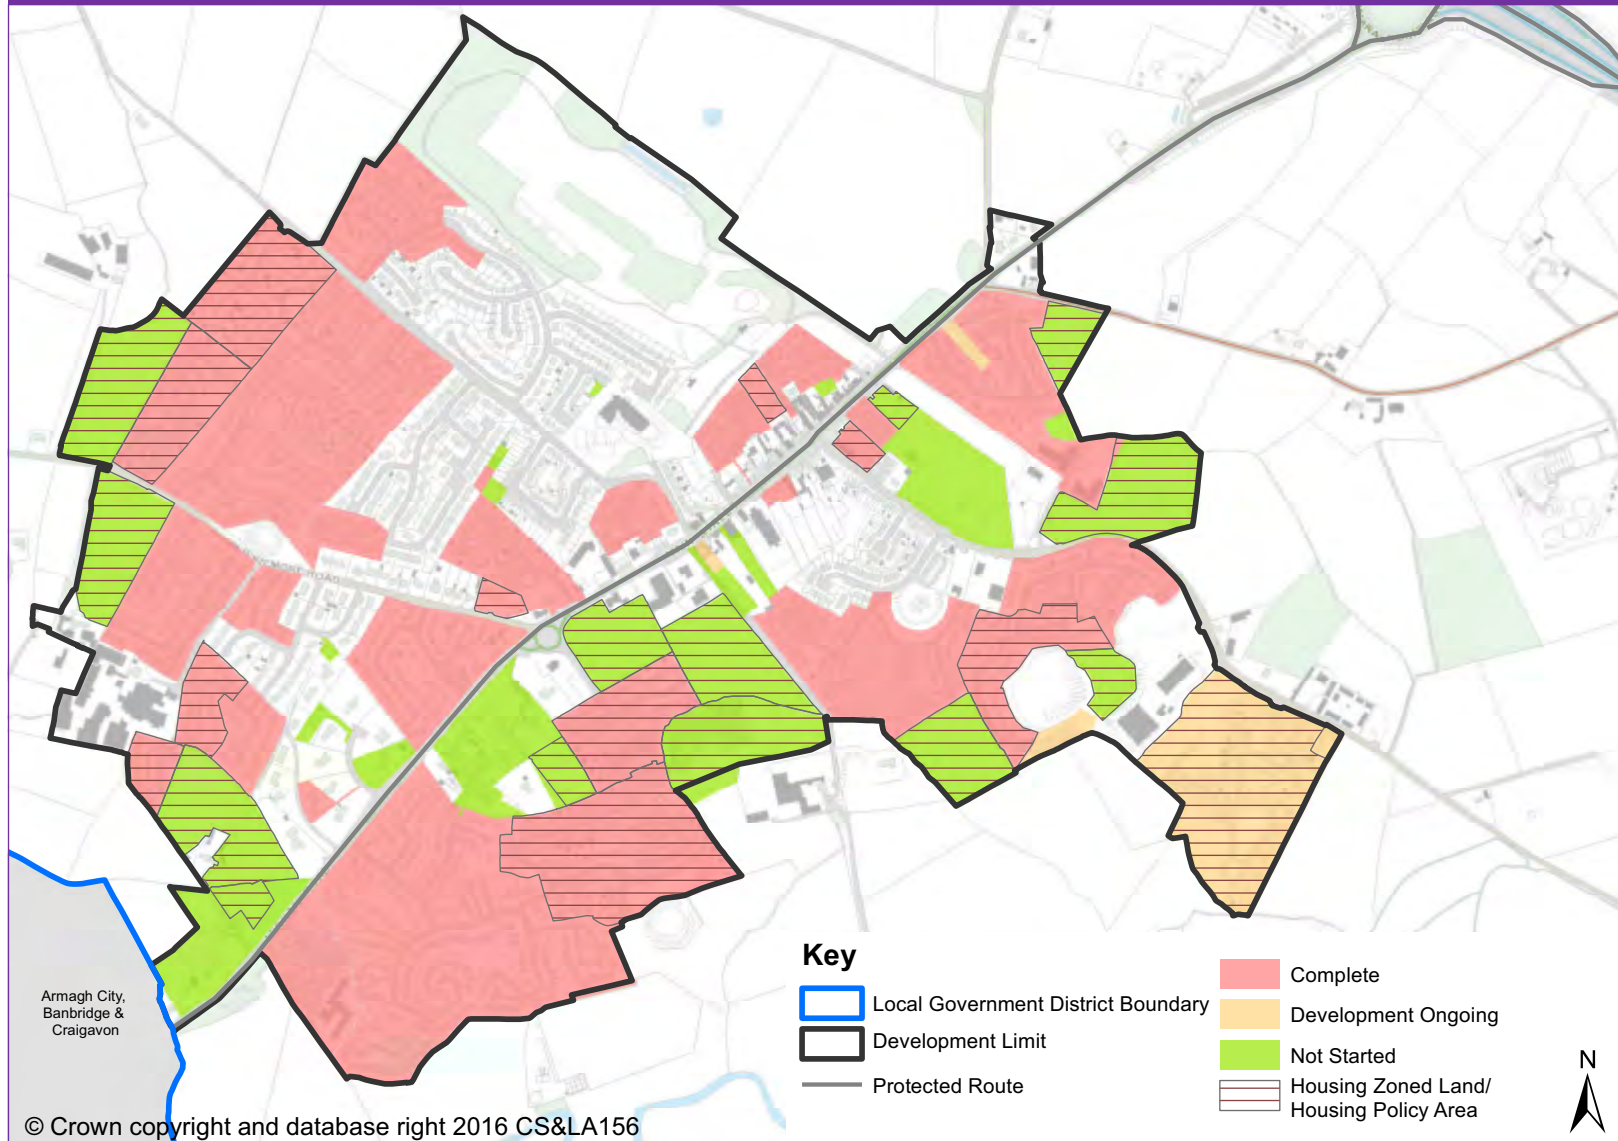 Armagh City,
Banbridge &
Craigavon
Key
Local Government District Boundary
Development Limit
Protected Route
Complete
Development Ongoing
Not Started
Housing Zoned Land/
Housing Policy Area
N
© Crown copyright and database right 2016 CS&LA156